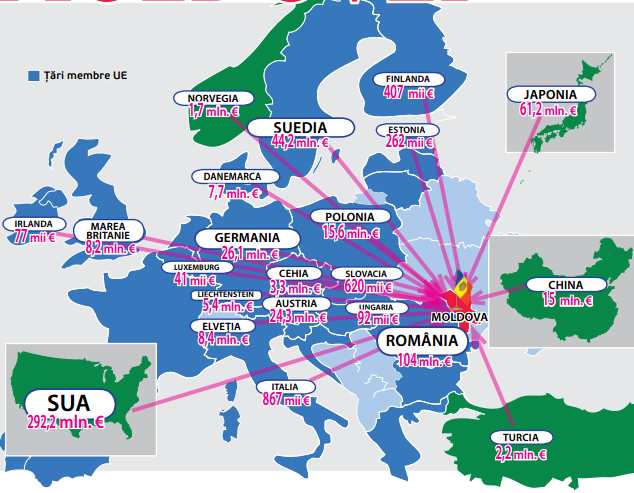 Țări membre UE
FINLANDA
407 mii €
NORVEGIA
1,7 mln. €
JAPONIA
61,2 mln. €
SUEDIA
44,2 mln. €
ESTONIA
262 mii €
DANEMARCA
7,7 mln. €
POLONIA
15,6 mln. €
IRLANDA
77 mii €
MAREA
BRITANIE
8,2 mln. €
GERMANIA
26,1 mln. €
LUXEMBURG
41 mii €
CEHIA
3,3 mln. €
SLOVACIA
620 mii €
CHINA
15 mln. €
LIECHTENSTEIN
5,4 mln. €
AUSTRIA
24,3 mln. €
UNGARIA
92 mii €
MOLDOVA
ELVEȚIA
8,4 mln. €
ROMÂNIA
104 mln. €
SUA
292,2 mln. €
ITALIA
867 mii €
TURCIA
2,2 mln. €